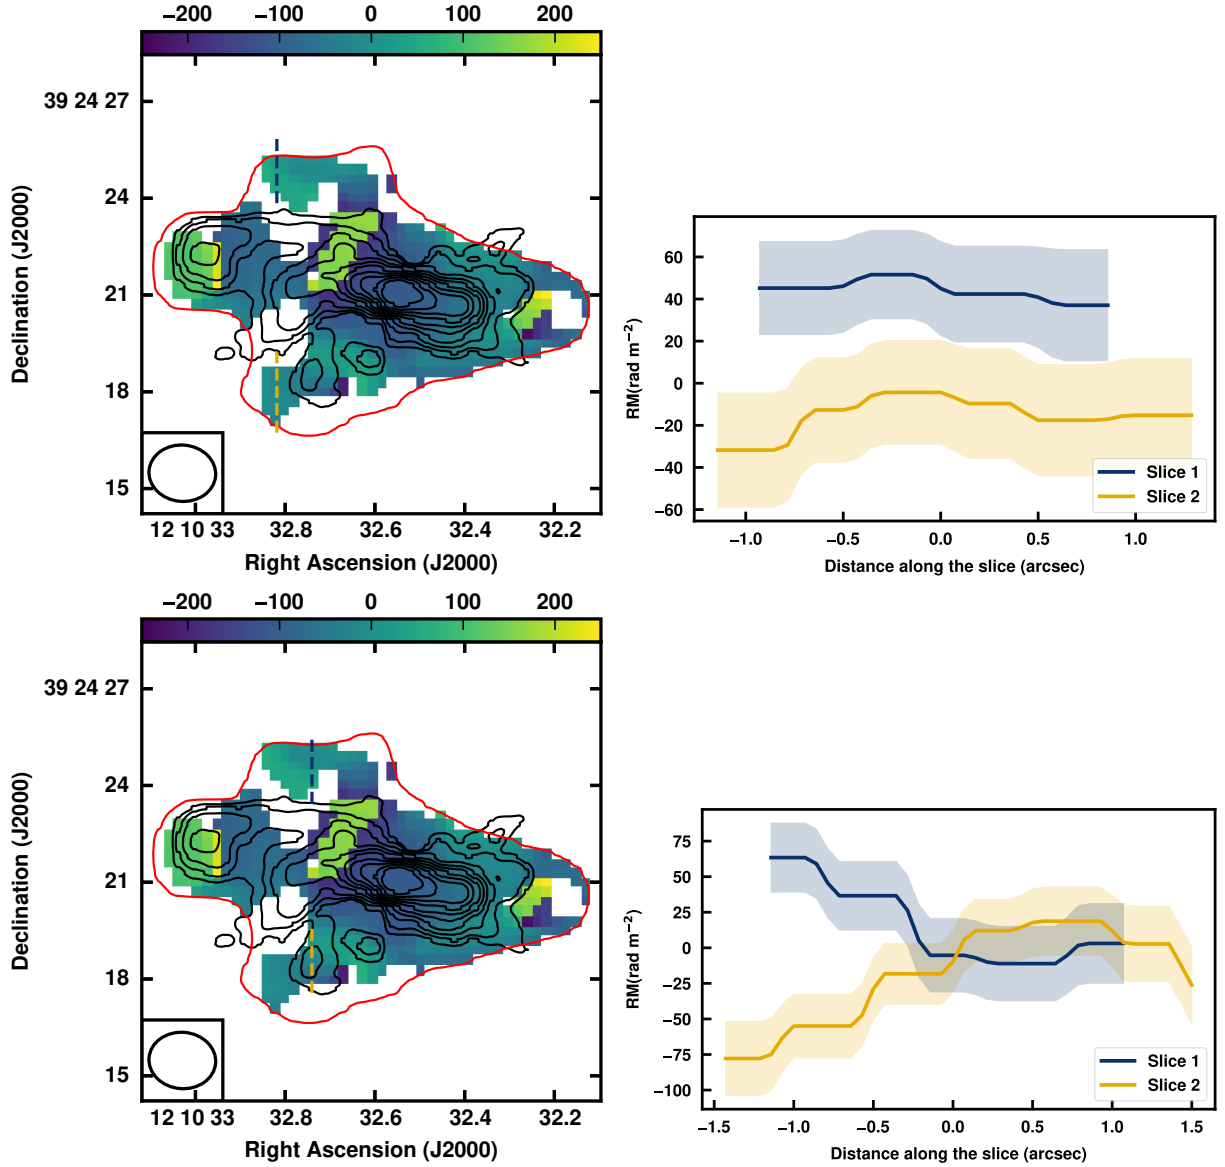 −200 −100 0 100 200
39 24 27
24
21
18
15
Declination (J2000)
12 10 33 32.8 32.6 32.4 32.2
Right Ascension (J2000)
60
40
20
0
−20
−40
−60
RM(rad m⁻²)
Slice 1
Slice 2
−1.0 −0.5 0.0 0.5 1.0
Distance along the slice (arcsec)
−200 −100 0 100 200
39 24 27
24
21
18
15
Declination (J2000)
12 10 33 32.8 32.6 32.4 32.2
Right Ascension (J2000)
75
50
25
0
−25
−50
−75
−100
RM(rad m⁻²)
Slice 1
Slice 2
−1.5 −1.0 −0.5 0.0 0.5 1.0 1.5
Distance along the slice (arcsec)